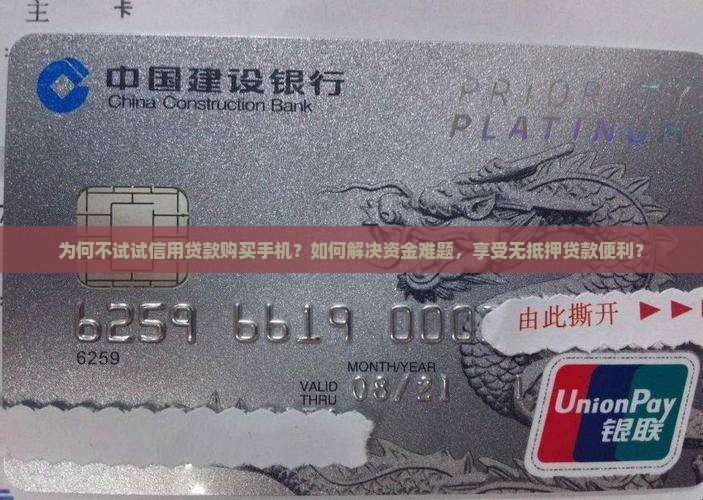 主 卡
中国建设银行
China Construction Bank
PRIORITY
PLATINUM
为何不试试信用贷款购买手机？如何解决资金难题，享受无抵押贷款便利？
6259 6619 000
由此撕开
6259
MONTH/YEAR
VALID
THRU
08/21
UnionPay
银联